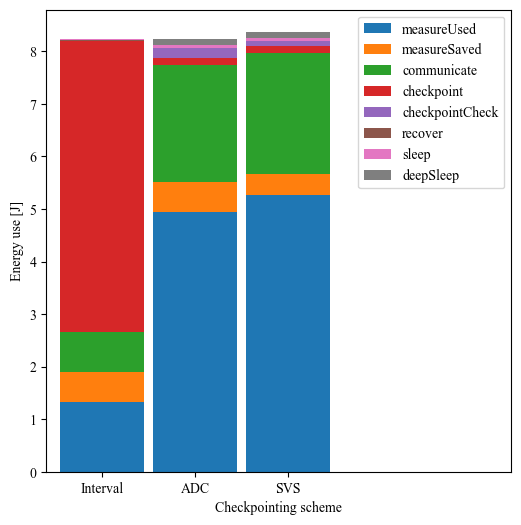 measureUsed
measureSaved
communicate
checkpoint
checkpointCheck
recover
sleep
deepSleep
Energy use [J]
8
7
6
5
4
3
2
1
0
Interval ADC SVS
Checkpointing scheme